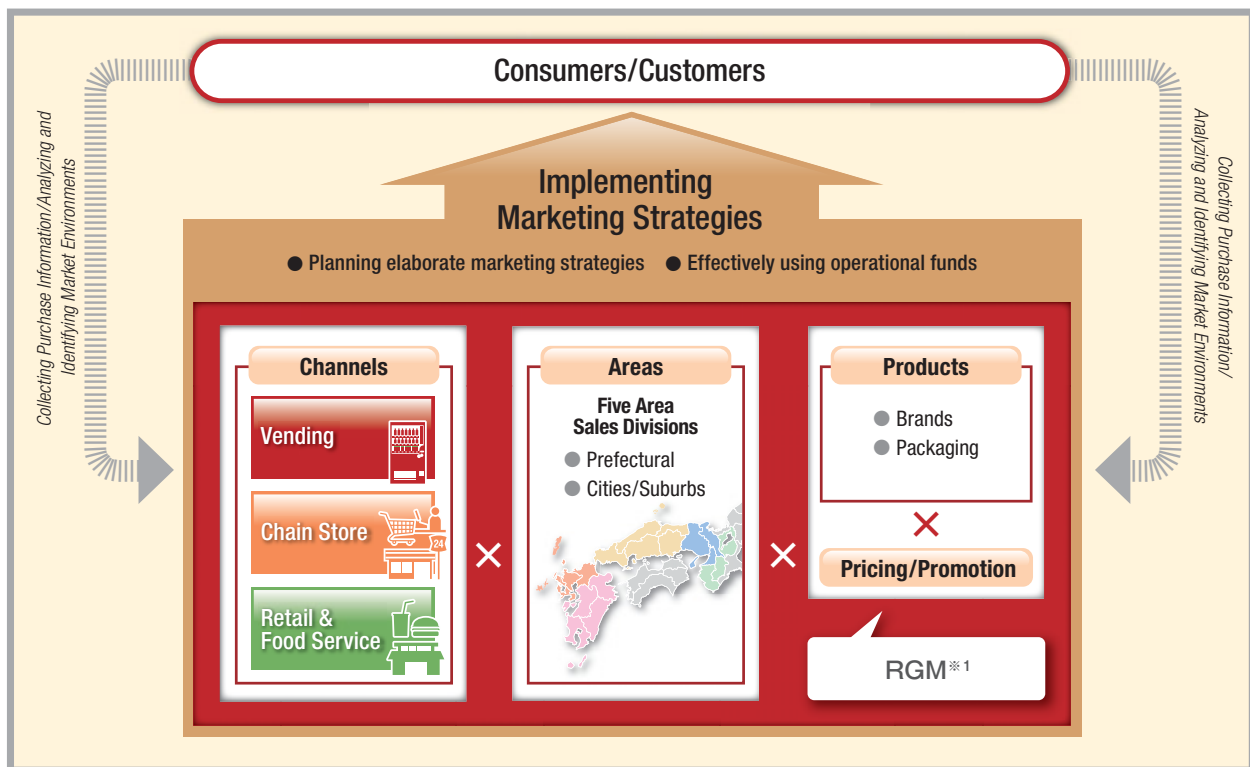 Consumers/Customers
Collecting Purchase Information/Analyzing and
Identifying Market Environments
Collecting Purchase Information/
Analyzing and Identifying Market Environments
Implementing
Marketing Strategies
● Planning elaborate marketing strategies ● Effectively using operational funds
Channels
Vending
Chain Store
24
Retail &
Food Service
×
Areas
Five Area
Sales Divisions
● Prefectural
● Cities/Suburbs
×
Products
● Brands
● Packaging
×
Pricing/Promotion
RGM※1